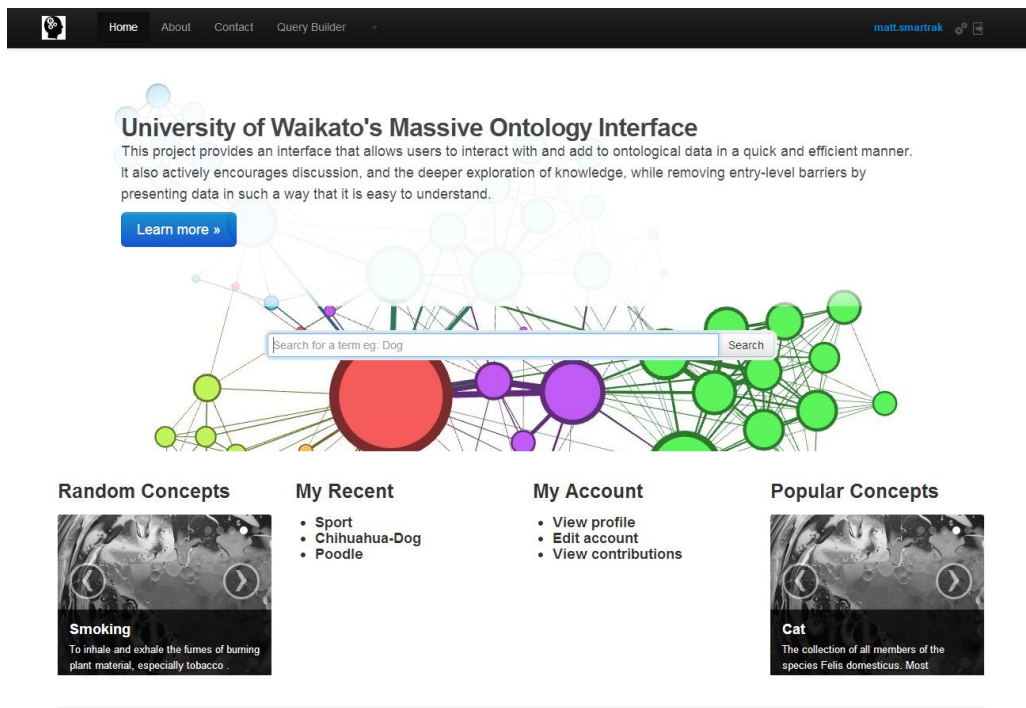 Home About Contact Query Builder
matt.smartrak
University of Waikato's Massive Ontology Interface
This project provides an interface that allows users to interact with and add to ontological data in a quick and efficient manner.
It also actively encourages discussion, and the deeper exploration of knowledge, while removing entry-level barriers by
presenting data in such a way that it is easy to understand.
Learn more »
Search for a term eg: Dog
Search
Random Concepts
Smoking
To inhale and exhale the fumes of burning
plant material, especially tobacco .
My Recent
• Sport
• Chihuahua-Dog
• Poodle
My Account
• View profile
• Edit account
• View contributions
Popular Concepts
Cat
The collection of all members of the
species Felis domesticus. Most